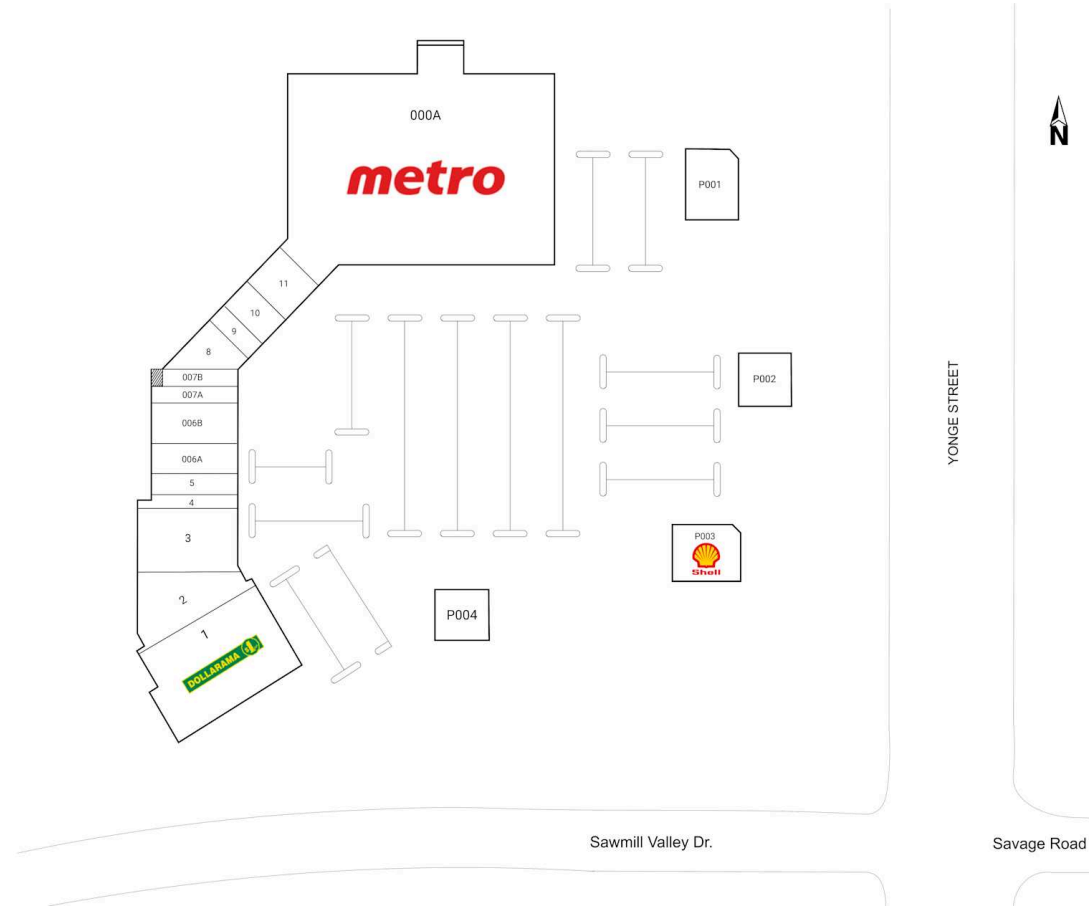 000A
metro
N
P001
11
10
9
8
007B
007A
006B
006A
5
4
3
2
1
DOLLARAMA
P002
YONGE STREET
P003
Shell
P004
Sawmill Valley Dr.
Savage Road